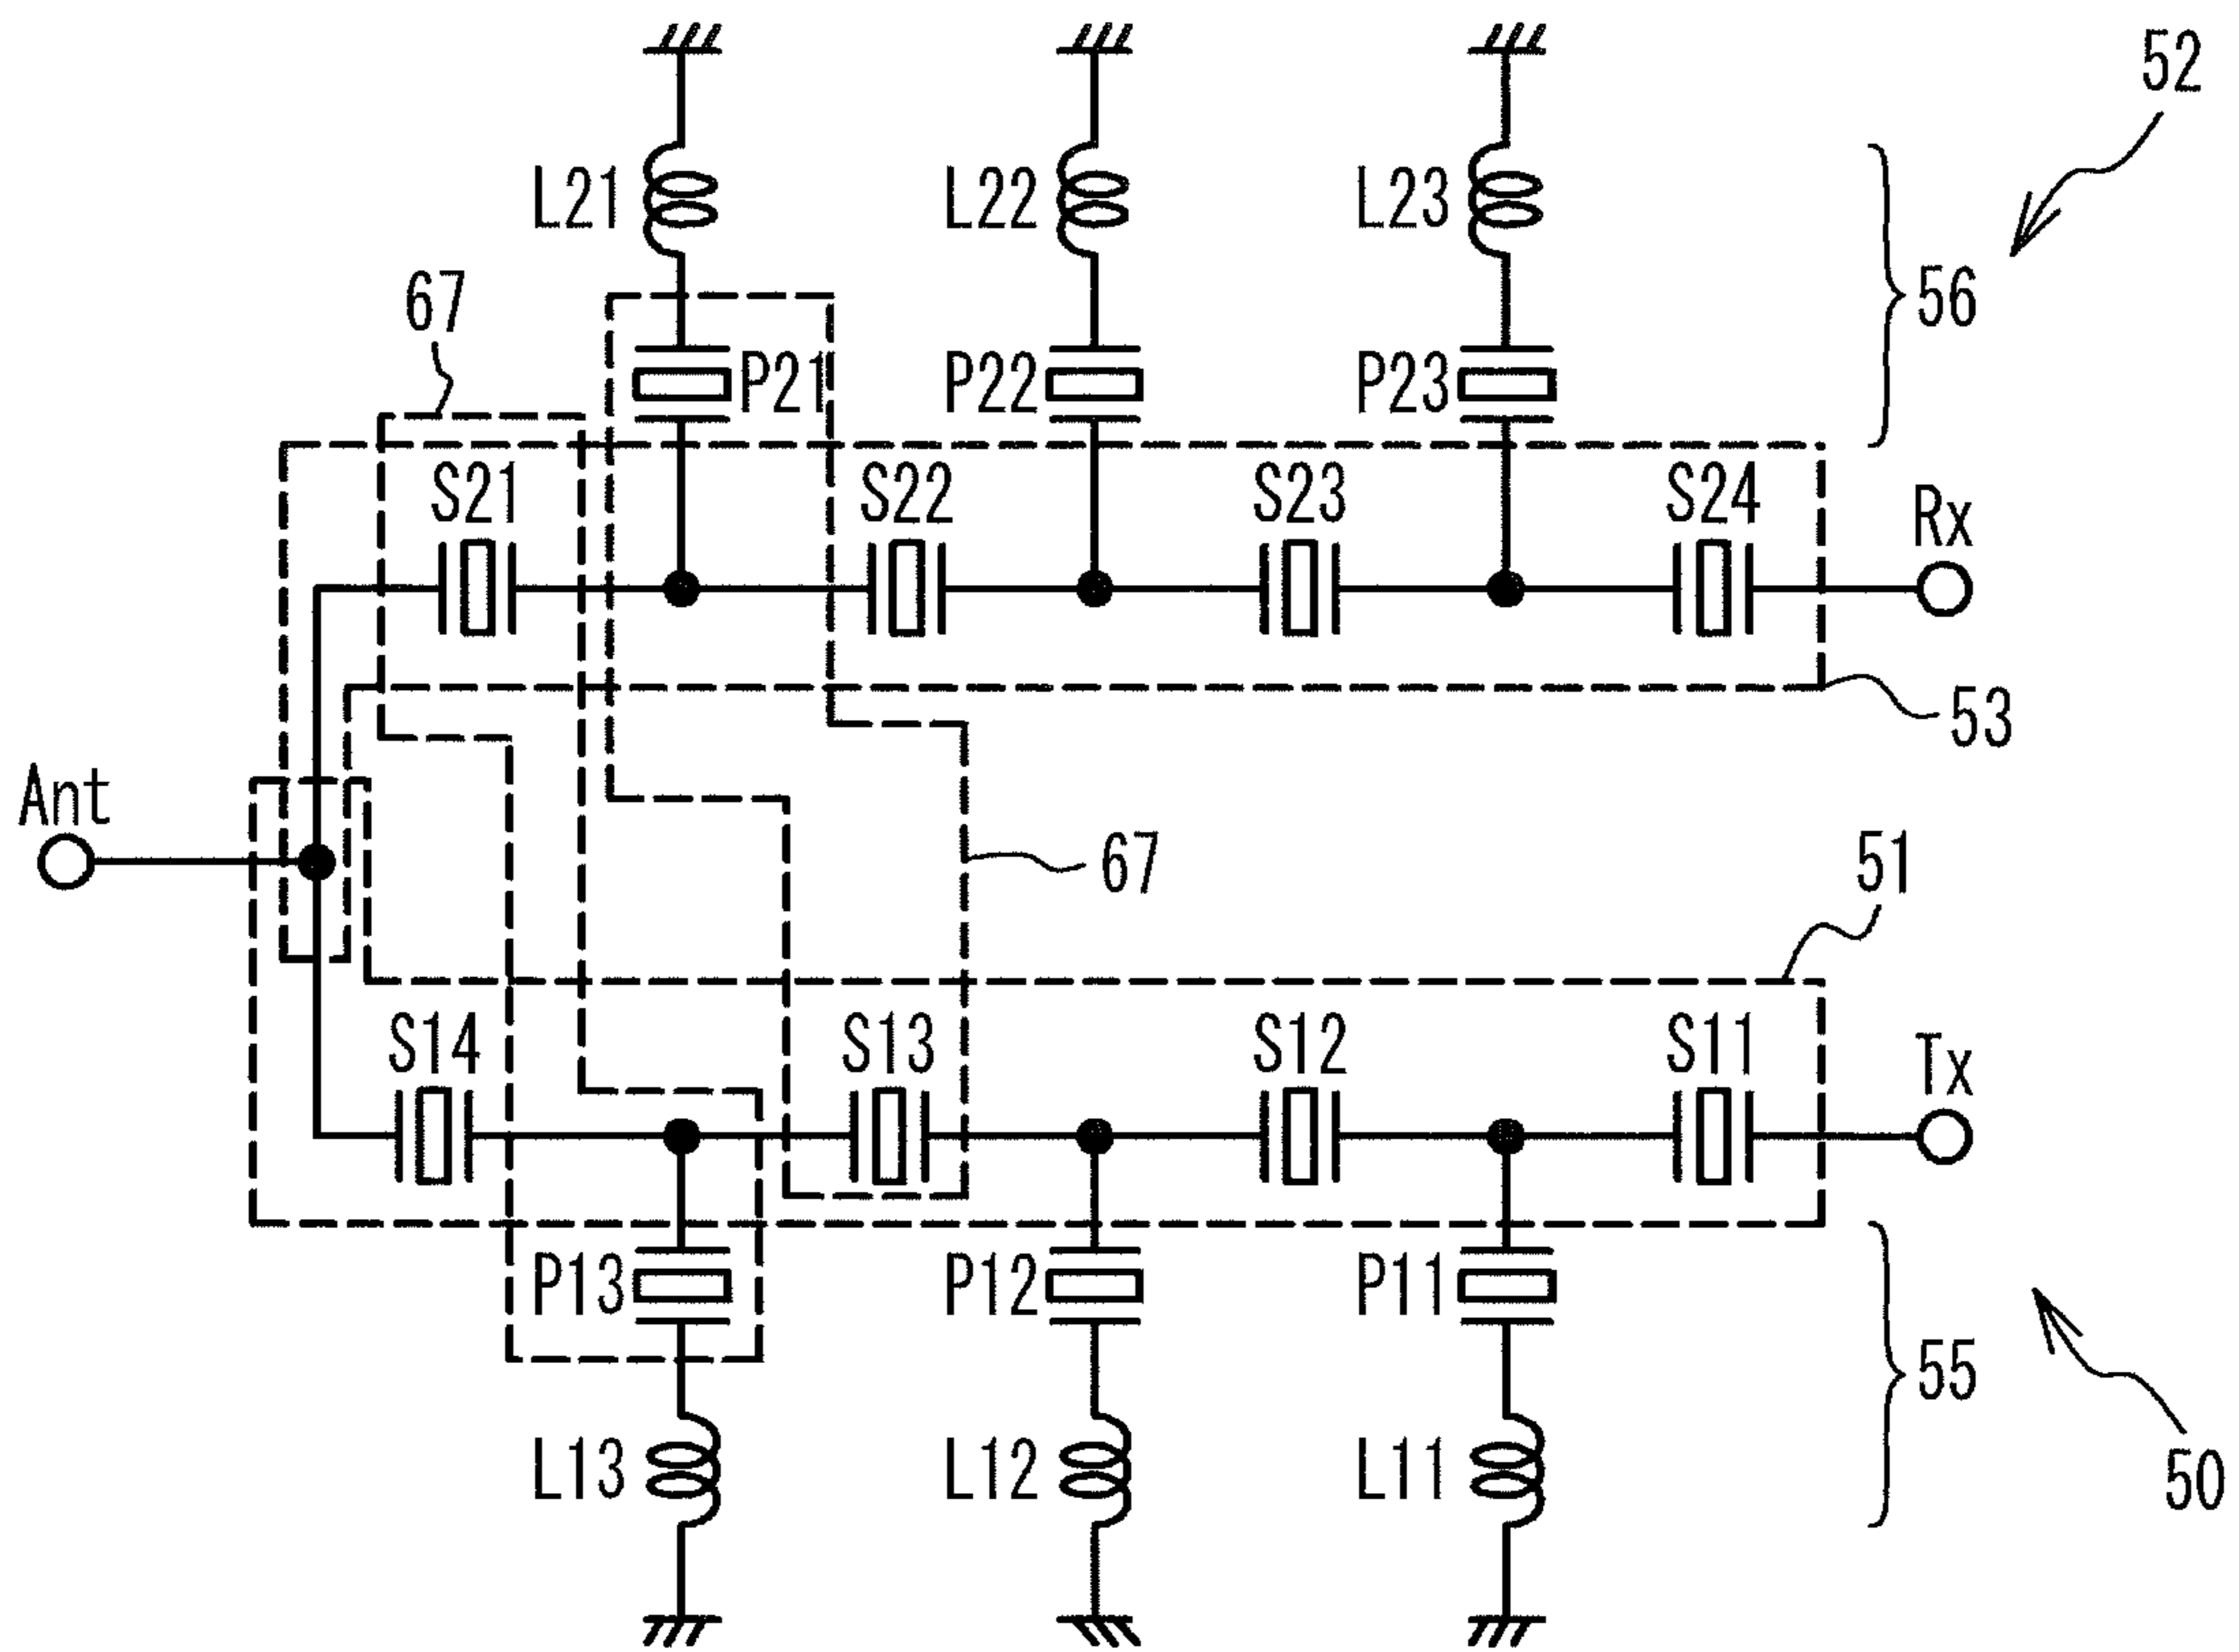 52
L21 L22 L23
67
56
P21 P22 P23
S21 S22 S23 S24 Rx
53
Ant
67
51
S14 S13 S12 S11 Tx
P13 P12 P11
55
L13 L12 L11
50